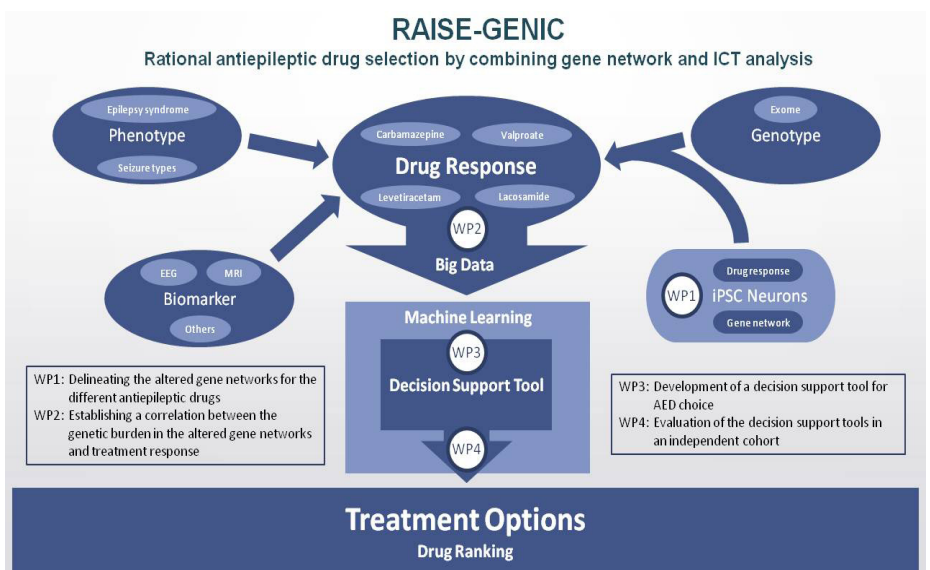 RAISE-GENIC
Rational antiepileptic drug selection by combining gene network and ICT analysis
Epilepsy syndrome
Phenotype
Seizure types
Carbamazepine
Valproate
Drug Response
Levetiracetam
Lacosamide
Exome
Genotype
WP2
Big Data
EEG
MRI
Biomarker
Others
Drug response
WP1
iPSC Neurons
Gene network
Machine Learning
WP3
Decision Support Tool
WP4
WP1: Delineating the altered gene networks for the
different antiepileptic drugs
WP2: Establishing a correlation between the
genetic burden in the altered gene networks
and treatment response
WP3: Development of a decision support tool for
AED choice
WP4: Evaluation of the decision support tools in
an independent cohort
Treatment Options
Drug Ranking